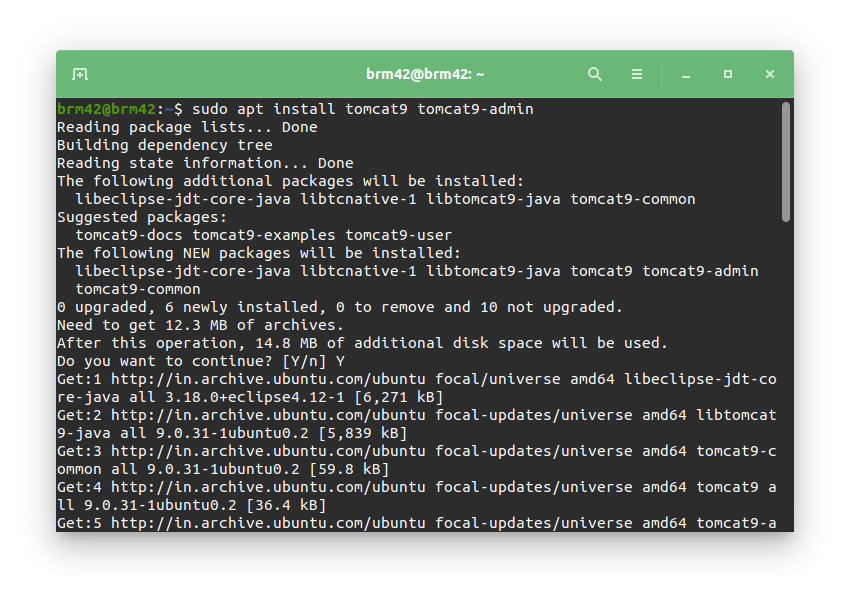 brm42@brm42: ~
brm42@brm42:~$ sudo apt install tomcat9 tomcat9-admin
Reading package lists... Done
Building dependency tree
Reading state information... Done
The following additional packages will be installed:
  libeclipse-jdt-core-java libtcnative-1 libtomcat9-java tomcat9-common
Suggested packages:
  tomcat9-docs tomcat9-examples tomcat9-user
The following NEW packages will be installed:
  libeclipse-jdt-core-java libtcnative-1 libtomcat9-java tomcat9 tomcat9-admin
  tomcat9-common
0 upgraded, 6 newly installed, 0 to remove and 10 not upgraded.
Need to get 12.3 MB of archives.
After this operation, 14.8 MB of additional disk space will be used.
Do you want to continue? [Y/n] Y
Get:1 http://in.archive.ubuntu.com/ubuntu focal/universe amd64 libeclipse-jdt-co
re-java all 3.18.0+eclipse4.12-1 [6,271 kB]
Get:2 http://in.archive.ubuntu.com/ubuntu focal-updates/universe amd64 libtomcat
9-java all 9.0.31-1ubuntu0.2 [5,839 kB]
Get:3 http://in.archive.ubuntu.com/ubuntu focal-updates/universe amd64 tomcat9-c
ommon all 9.0.31-1ubuntu0.2 [59.8 kB]
Get:4 http://in.archive.ubuntu.com/ubuntu focal-updates/universe amd64 tomcat9 a
ll 9.0.31-1ubuntu0.2 [36.4 kB]
Get:5 http://in.archive.ubuntu.com/ubuntu focal-updates/universe amd64 tomcat9-a